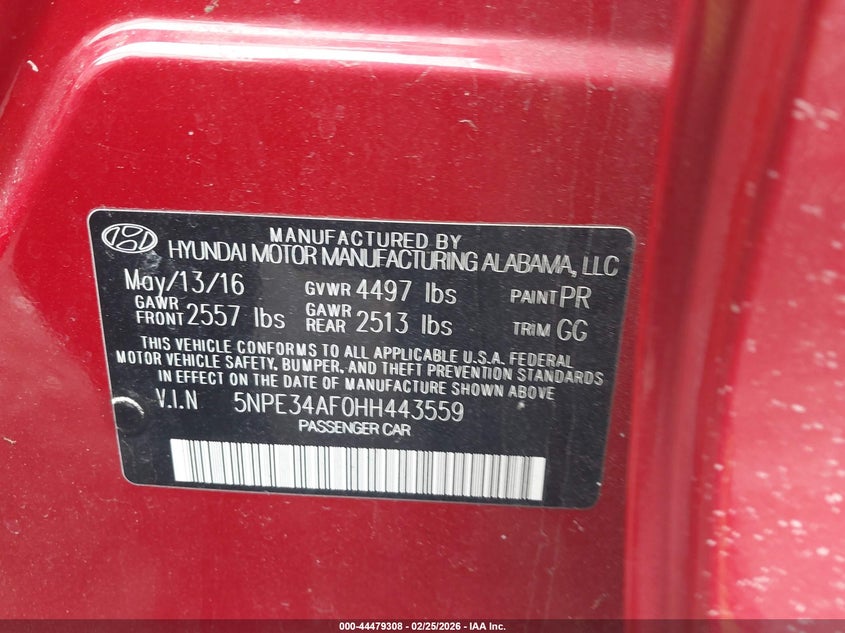 MANUFACTURED BY
HYUNDAI MOTOR MANUFACTURING ALABAMA, LLC
May/13/16 GVWR 4497 lbs PAINT PR
GAWR FRONT 2557 lbs GAWR REAR 2513 lbs TRIM GG
THIS VEHICLE CONFORMS TO ALL APPLICABLE U.S.A. FEDERAL
MOTOR VEHICLE SAFETY, BUMPER, AND THEFT PREVENTION STANDARDS
IN EFFECT ON THE DATE OF MANUFACTURE SHOWN ABOVE
V.I.N 5NPE34AF0HH443559
PASSENGER CAR
000-44479308 - 02/25/2026 - IAA Inc.